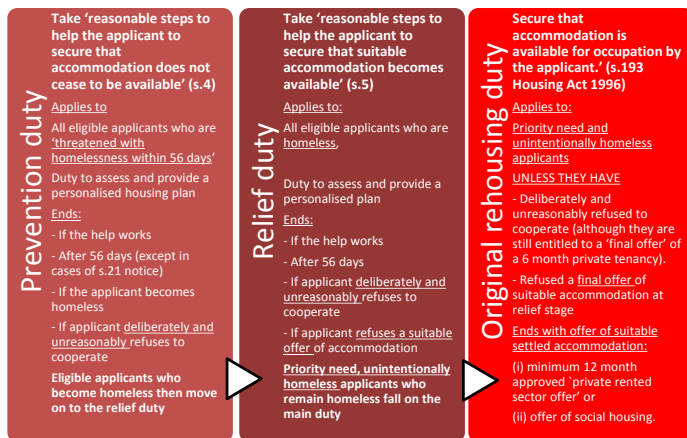 Prevention duty
Take ‘reasonable steps to
help the applicant to
secure that
accommodation does not
cease to be available’ (s.4)
Applies to
All eligible applicants who are
‘threatened with
homelessness within 56 days’
Duty to assess and provide a
personalised housing plan
Ends:
- If the help works
- After 56 days (except in
cases of s.21 notice)
- If the applicant becomes
homeless
- If applicant deliberately and
unreasonably refuses to
cooperate
Eligible applicants who
become homeless then move
on to the relief duty
Relief duty
Take ‘reasonable steps to
help the applicant to
secure that suitable
accommodation becomes
available’ (s.5)
Applies to:
All eligible applicants who are
homeless,
Duty to assess and provide a
personalised plan
Ends:
- If the help works
- After 56 days
- If applicant deliberately and
unreasonably refuses to
cooperate
- If applicant refuses a suitable
offer of accommodation
Priority need, unintentionally
homeless applicants who
remain homeless fall on the
main duty
Original rehousing duty
Secure that
accommodation is
available for occupation by
the applicant.’ (s.193
Housing Act 1996)
Applies to:
Priority need and
unintentionally homeless
applicants
UNLESS THEY HAVE
- Deliberately and
unreasonably refused to
cooperate (although they are
still entitled to a ‘final offer’ of
a 6 month private tenancy).
- Refused a final offer of
suitable accommodation at
relief stage
Ends with offer of suitable
settled accommodation:
(i) minimum 12 month
approved `private rented
sector offer’ or
(ii) offer of social housing.